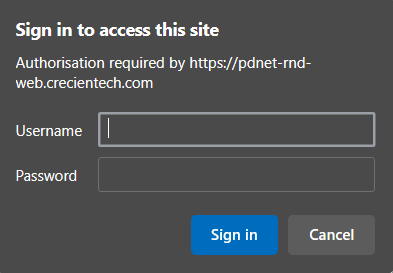 Sign in to access this site
Authorisation required by https://pdnet-rnd-
web.crecientech.com
Username
Password
Sign in
Cancel